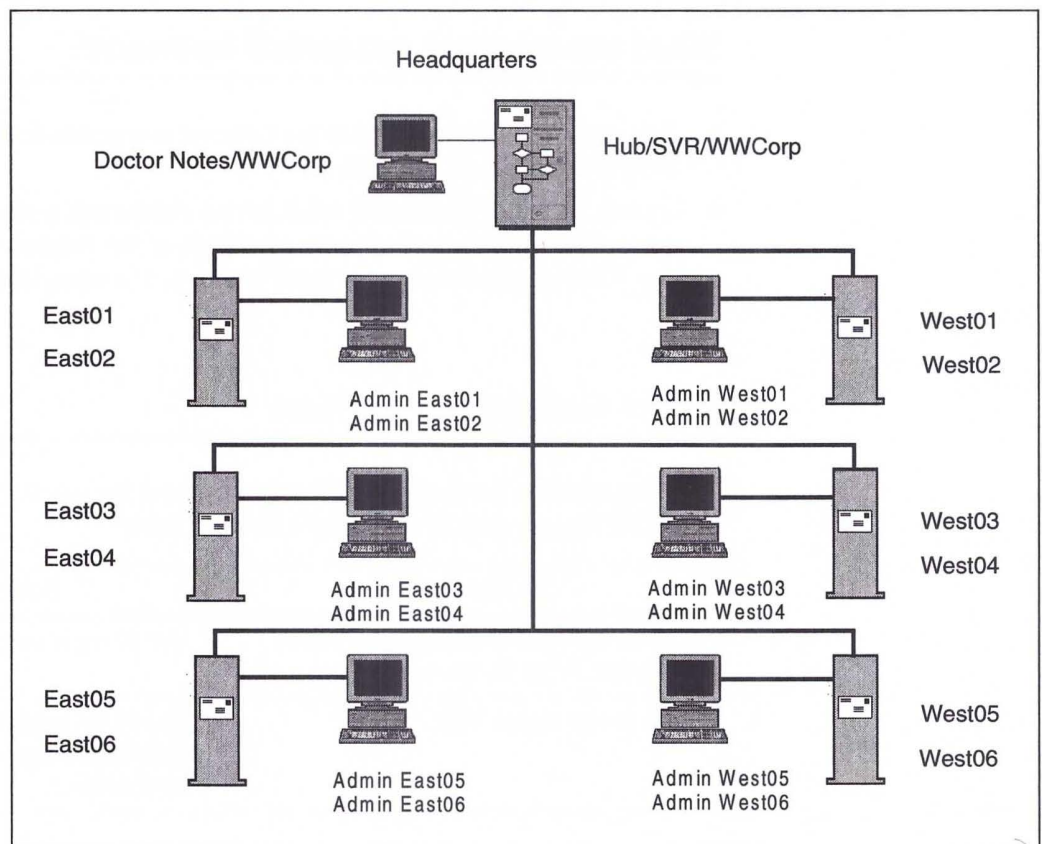 Headquarters
Doctor Notes/WWCorp
Hub/SVR/WWCorp
East01
East02
Admin East01
Admin East02
Admin West01
Admin West02
West01
West02
East03
East04
Admin East03
Admin East04
Admin West03
Admin West04
West03
West04
East05
East06
Admin East05
Admin East06
Admin West05
Admin West06
West05
West06